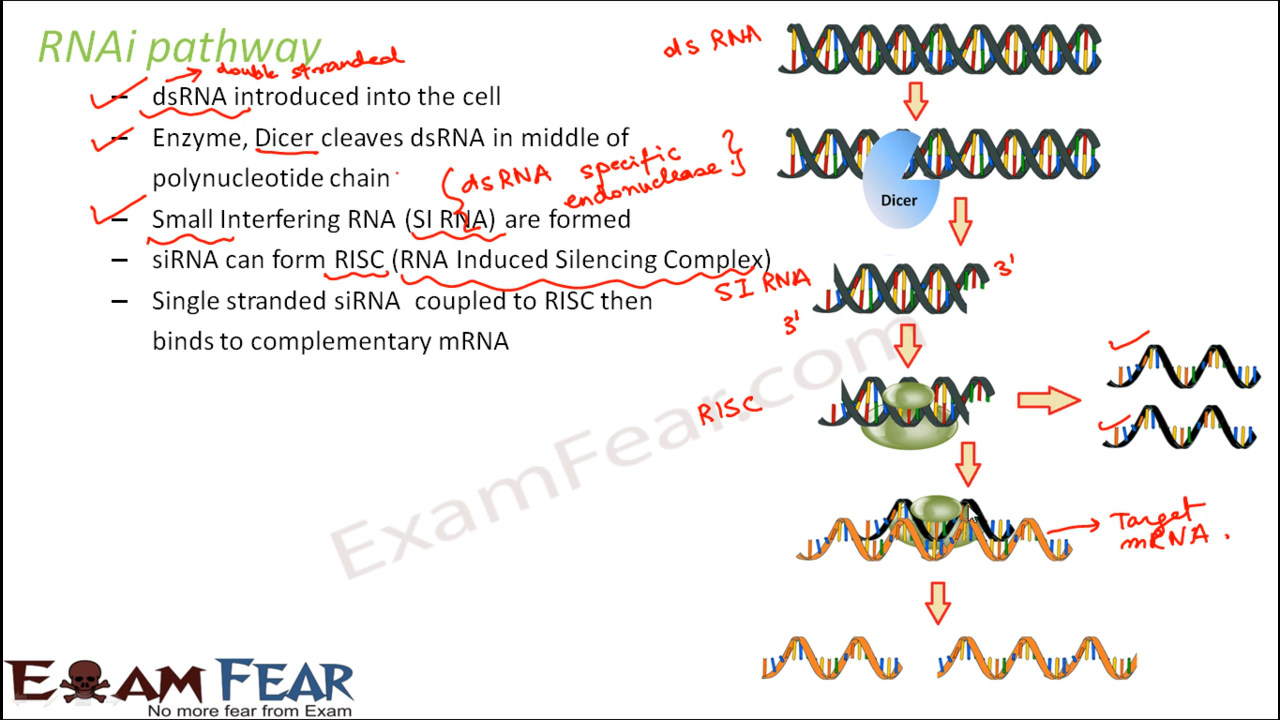 RNAi pathway
double stranded
– dsRNA introduced into the cell
– Enzyme, Dicer cleaves dsRNA in middle of
polynucleotide chain
dsRNA specific
endonuclease
– Small Interfering RNA (SI RNA) are formed
– siRNA can form RISC (RNA Induced Silencing Complex)
– Single stranded siRNA coupled to RISC then
binds to complementary mRNA
ds RNA
Dicer
SI RNA
3'
3'
RISC
Target
mRNA.
ExamFear.com
EXAM FEAR
No more fear from Exam